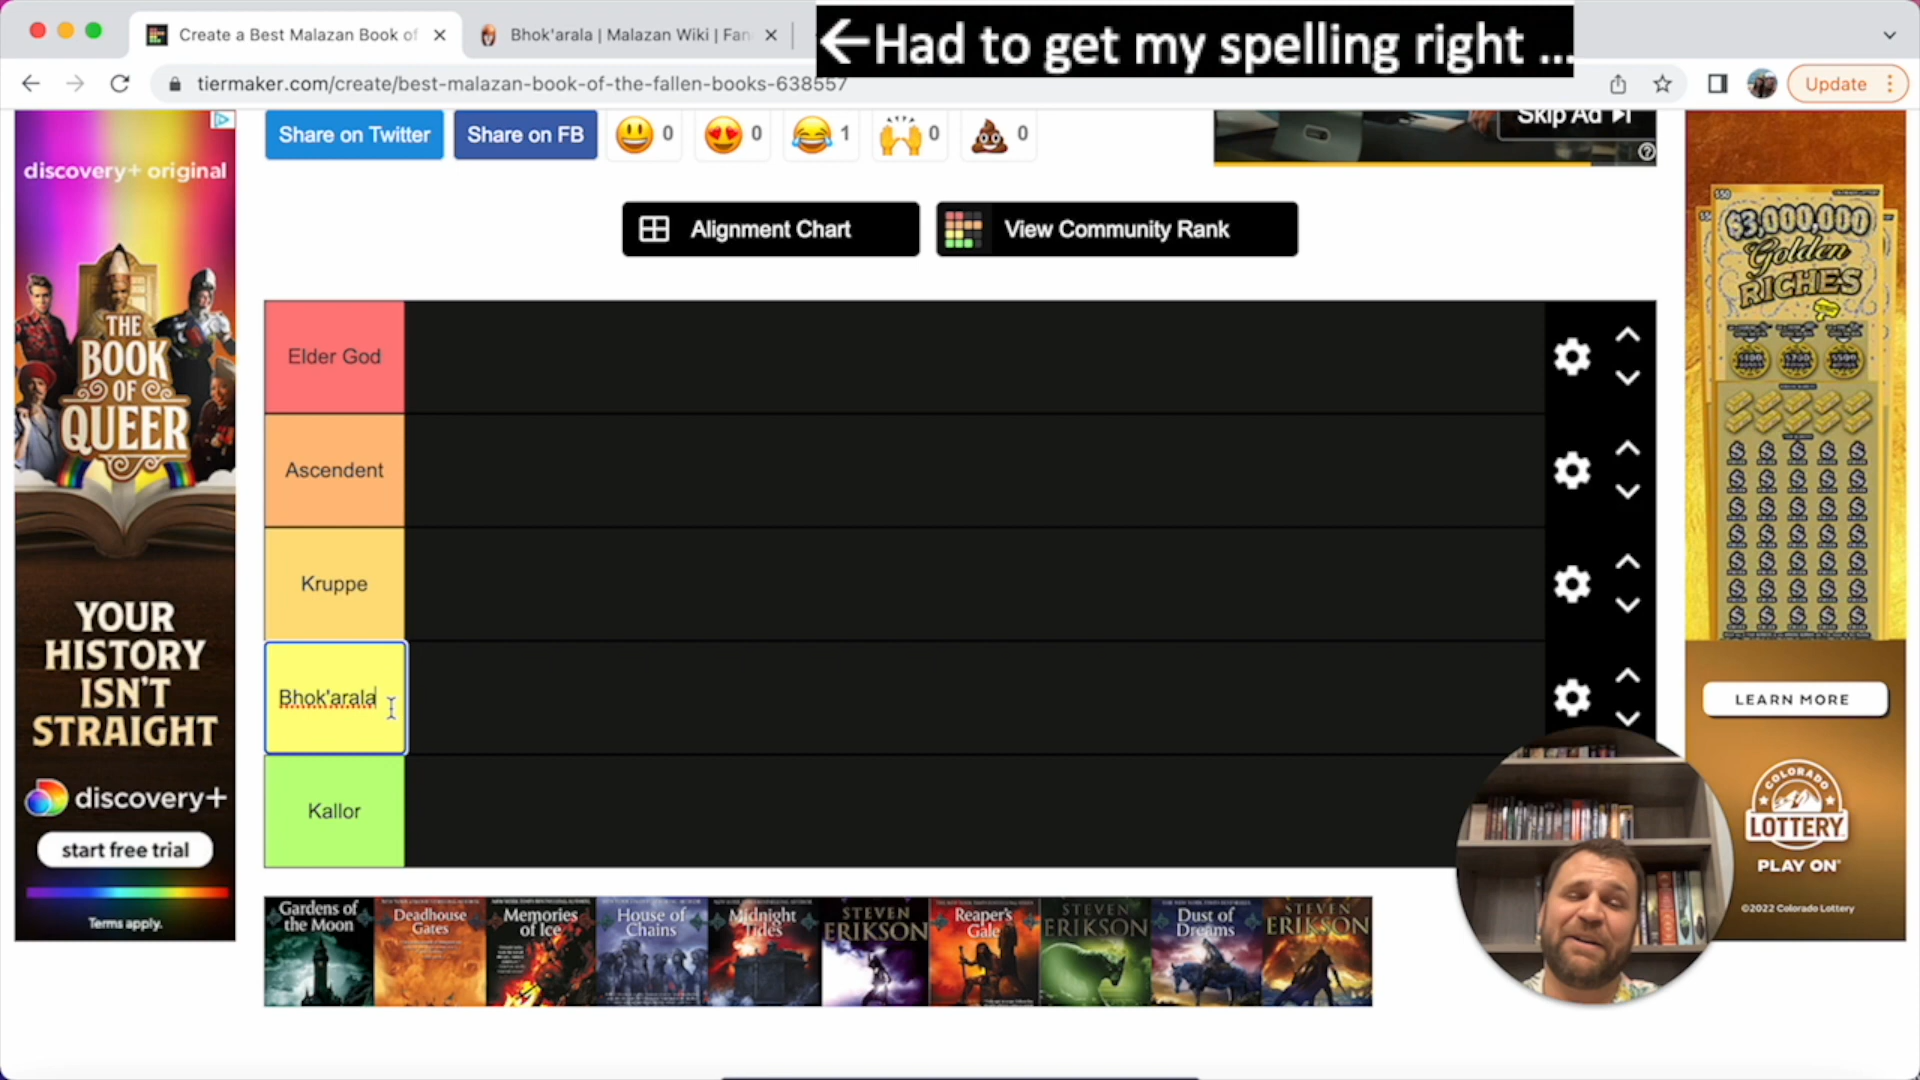 Create a Best Malazan Book of
Bhok'arala | Malazan Wiki | Fan
←Had to get my spelling right ...
tiermaker.com/create/best-malazan-book-of-the-fallen-books-638557
Update
Share on Twitter
Share on FB
0
0
1
0
0
Skip Ad
Alignment Chart
View Community Rank
discovery+ original
THE
BOOK
OF
QUEER
YOUR
HISTORY
ISN'T
STRAIGHT
discovery+
start free trial
Terms apply.
Elder God
Ascendent
Kruppe
Bhok'arala
Kallor
Gardens of
the Moon
Deadhouse
Gates
Memories
of Ice
House of
Chains
Midnight
Tides
STEVEN
ERIKSON
Reaper's
Gale
STEVEN
ERIKSON
Dust of
Dreams
STEVEN
ERIKSON
$50
$3,000,000
Golden
RICHES
LEARN MORE
COLORADO
LOTTERY
PLAY ON®
©2022 Colorado Lottery